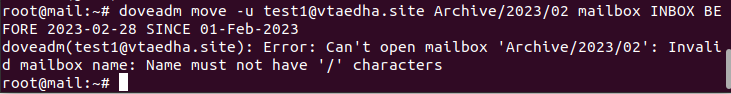 root@mail:~# doveadm move -u test1@vtaedha.site Archive/2023/02 mailbox INBOX BE
FORE 2023-02-28 SINCE 01-Feb-2023
doveadm(test1@vtaedha.site): Error: Can't open mailbox 'Archive/2023/02': Invali
d mailbox name: Name must not have '/' characters
root@mail:~#